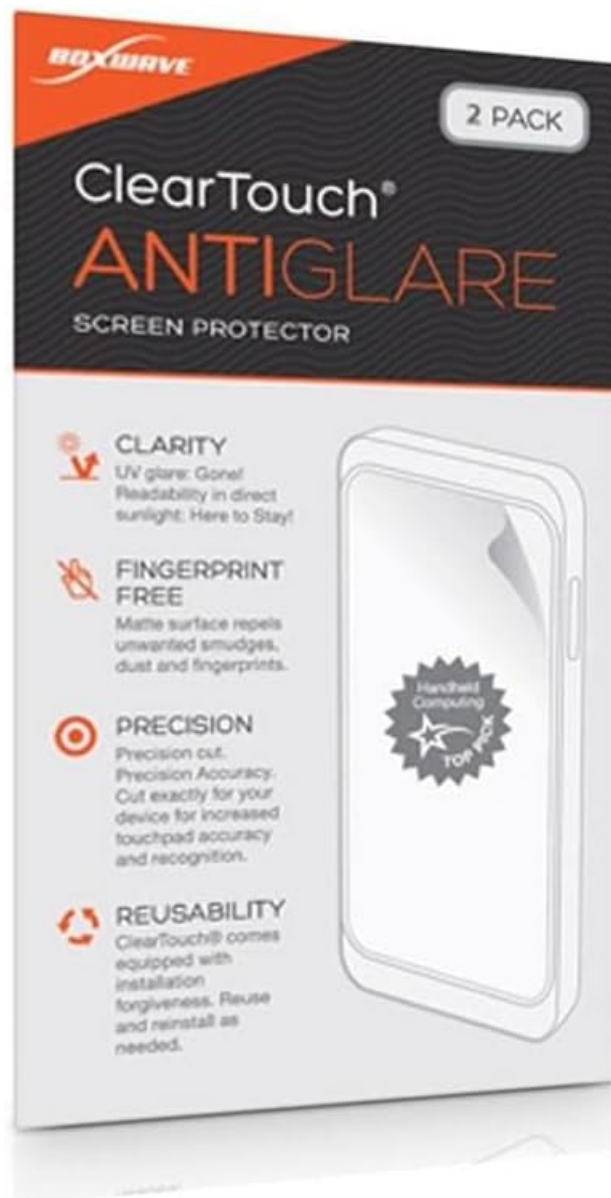 BOXWAVE
2 PACK
ClearTouch®
ANTIGLARE
SCREEN PROTECTOR
CLARITY
UV glare: Gone!
Readability in direct
sunlight: Here to Stay!
FINGERPRINT
FREE
Matte surface repels
unwanted smudges,
dust and fingerprints.
PRECISION
Precision cut.
Precision Accuracy.
Cut exactly for your
device for increased
touchpad accuracy
and recognition.
REUSABILITY
ClearTouch® comes
equipped with
installation
forgiveness. Reuse
and reinstall as
needed.
Handheld
Computing
TOP PICK